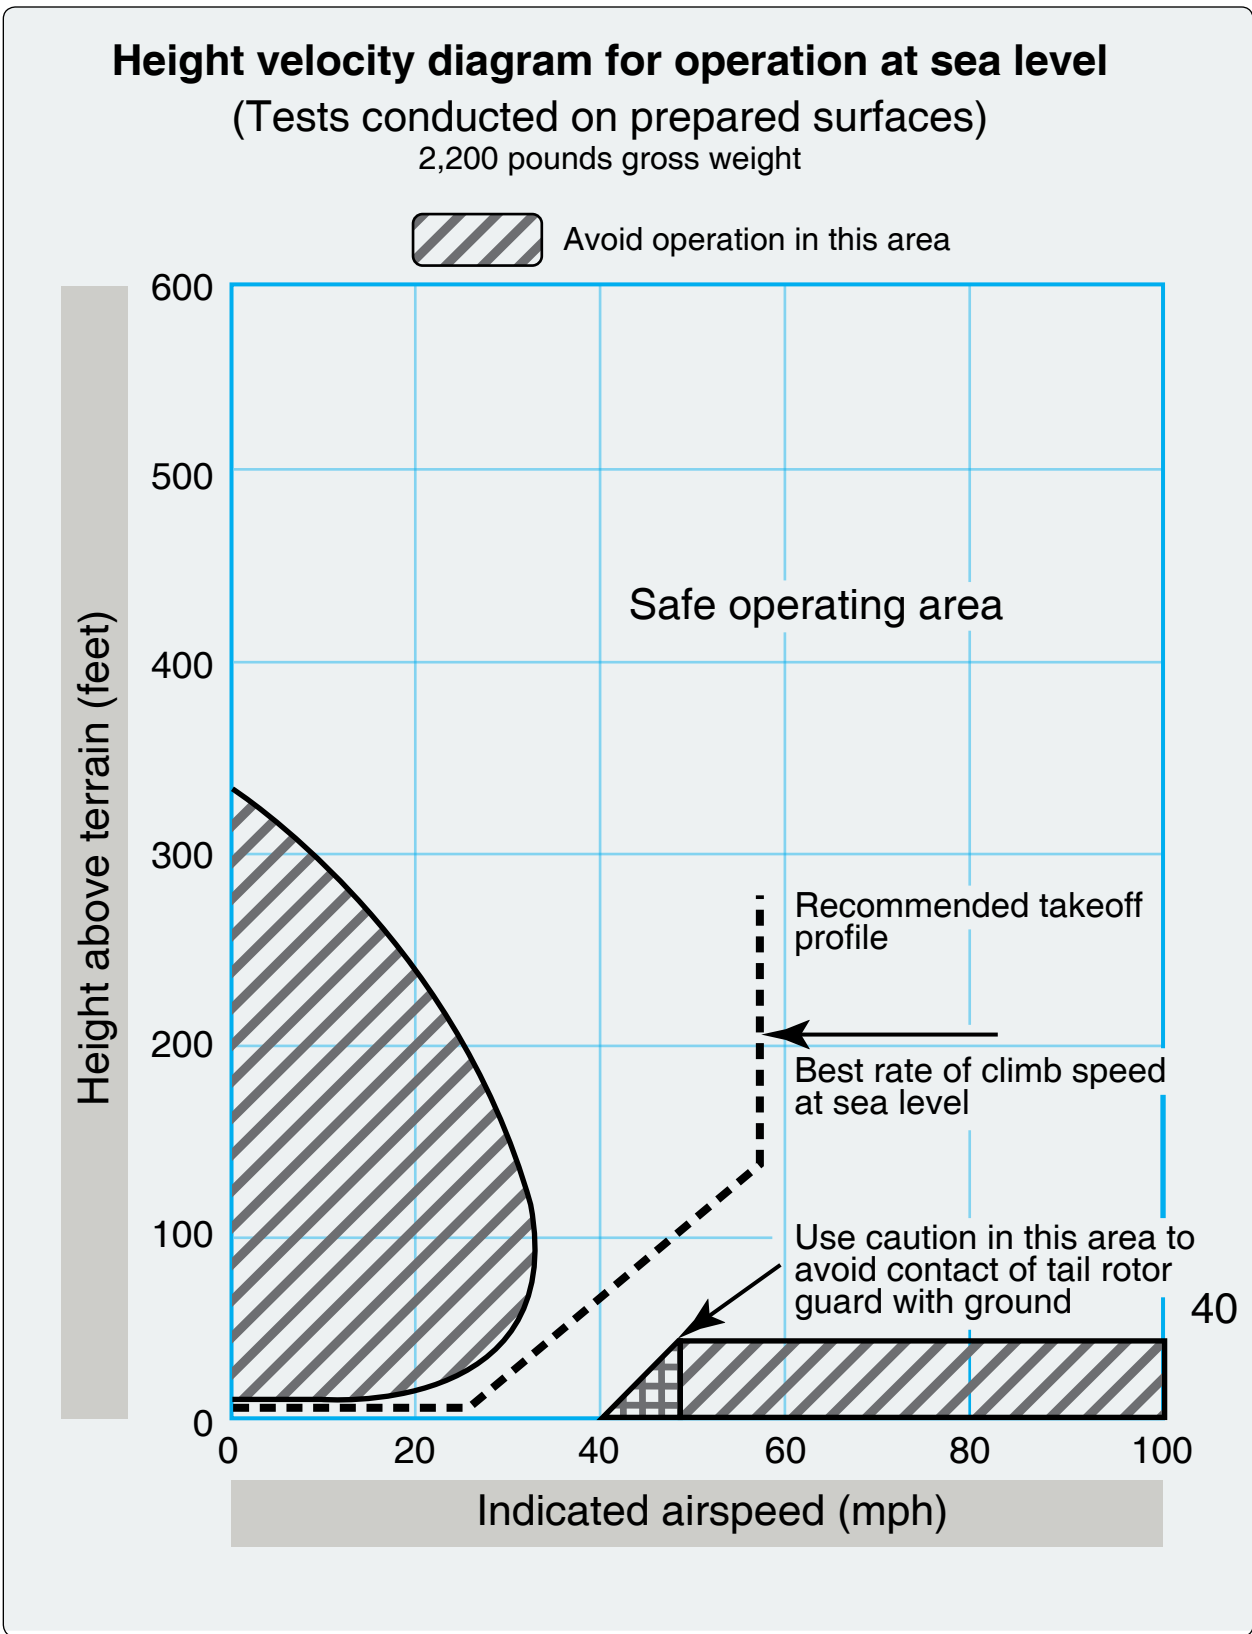 Height velocity diagram for operation at sea level
(Tests conducted on prepared surfaces)
2,200 pounds gross weight
Avoid operation in this area
600
500
400
300
200
100
0
Height above terrain (feet)
Safe operating area
Recommended takeoff
profile
Best rate of climb speed
at sea level
Use caution in this area to
avoid contact of tail rotor
guard with ground
40
0 20 40 60 80 100
Indicated airspeed (mph)